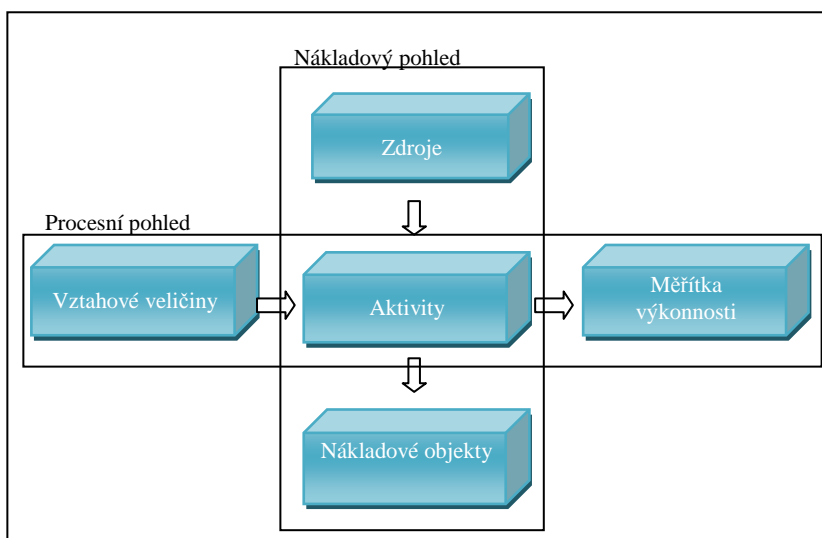 Nákladový pohled
Zdroje
Procesní pohled
Vztahové veličiny
Aktivity
Měřítka
výkonnosti
Nákladové objekty